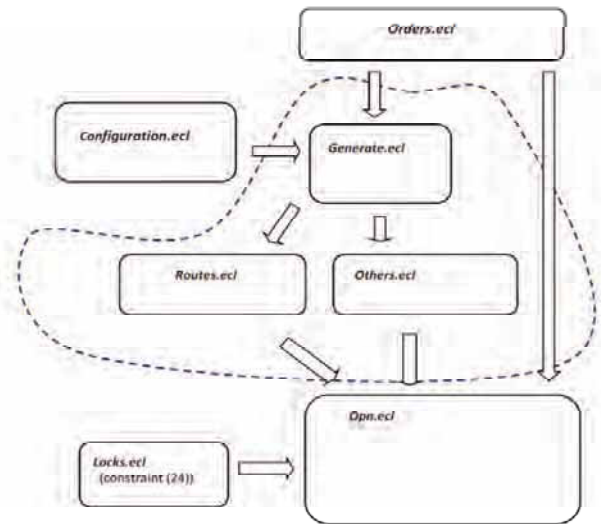 Orders.ecl
Configuration.ecl
Generate.ecl
Routes.ecl
Others.ecl
Opn.ecl
Locks.ecl
(constraint (24))